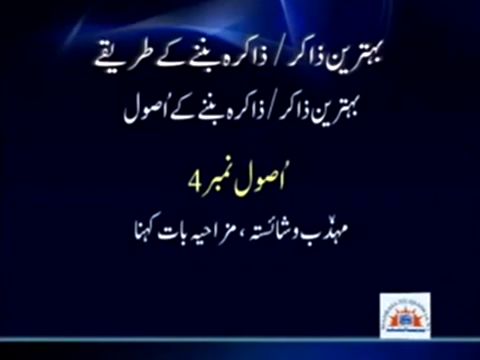 بہترین ذاکر / ذاکرہ بننے کے طریقے
بہترین ذاکر / ذاکرہ بننے کے اُصول
اُصول نمبر 4
مہذّب و شائستہ ، مزاحیہ بات کہنا